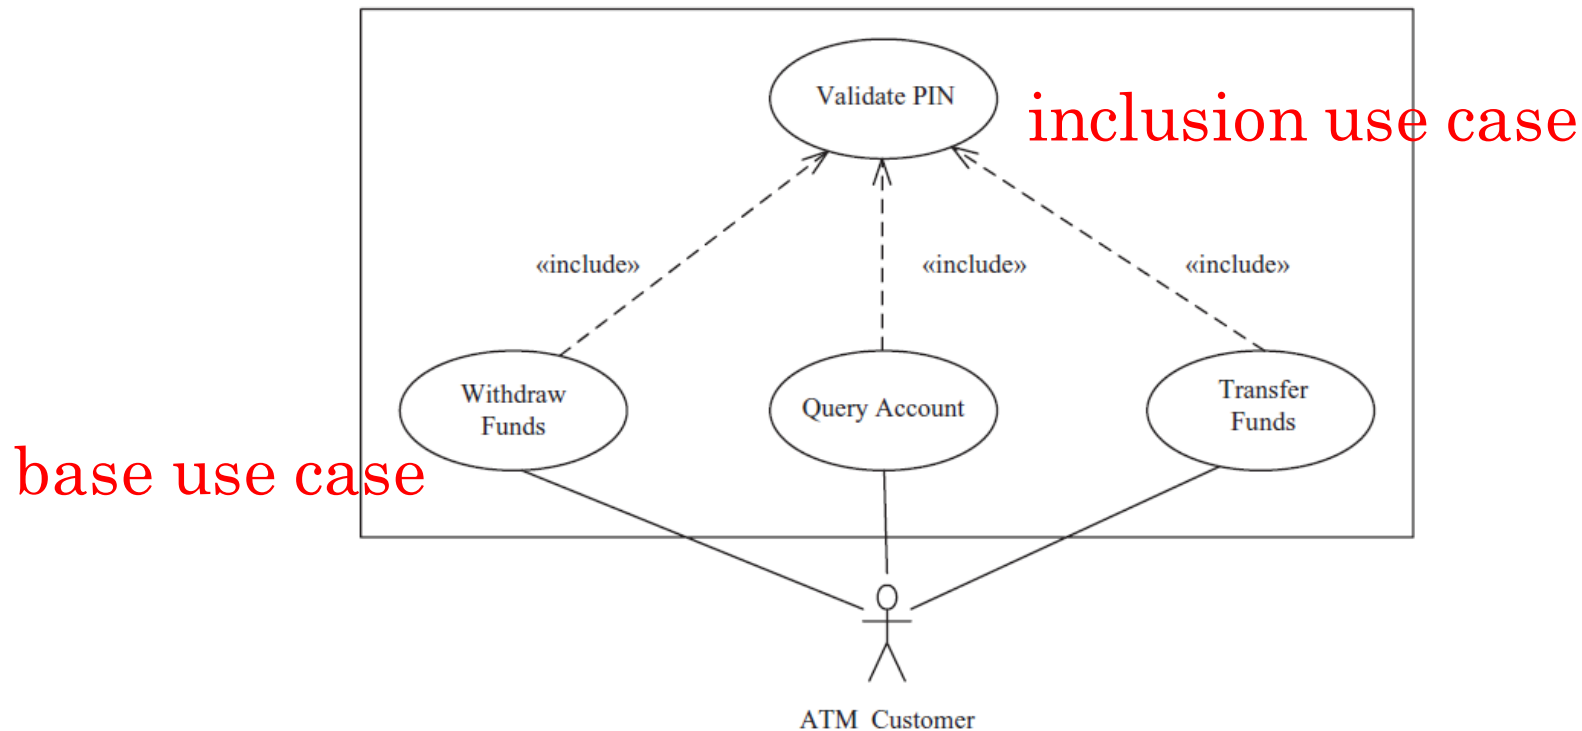 Validate PIN
inclusion use case
«include»
«include»
«include»
Withdraw
Funds
Query Account
Transfer
Funds
base use case
ATM Customer